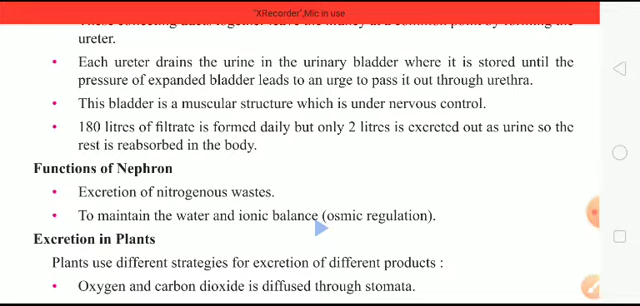 "XRecorder",Mic in use
ureter.
• Each ureter drains the urine in the urinary bladder where it is stored until the
pressure of expanded bladder leads to an urge to pass it out through urethra.
• This bladder is a muscular structure which is under nervous control.
• 180 litres of filtrate is formed daily but only 2 litres is excreted out as urine so the
rest is reabsorbed in the body.
Functions of Nephron
• Excretion of nitrogenous wastes.
• To maintain the water and ionic balance (osmic regulation).
Excretion in Plants
Plants use different strategies for excretion of different products :
• Oxygen and carbon dioxide is diffused through stomata.